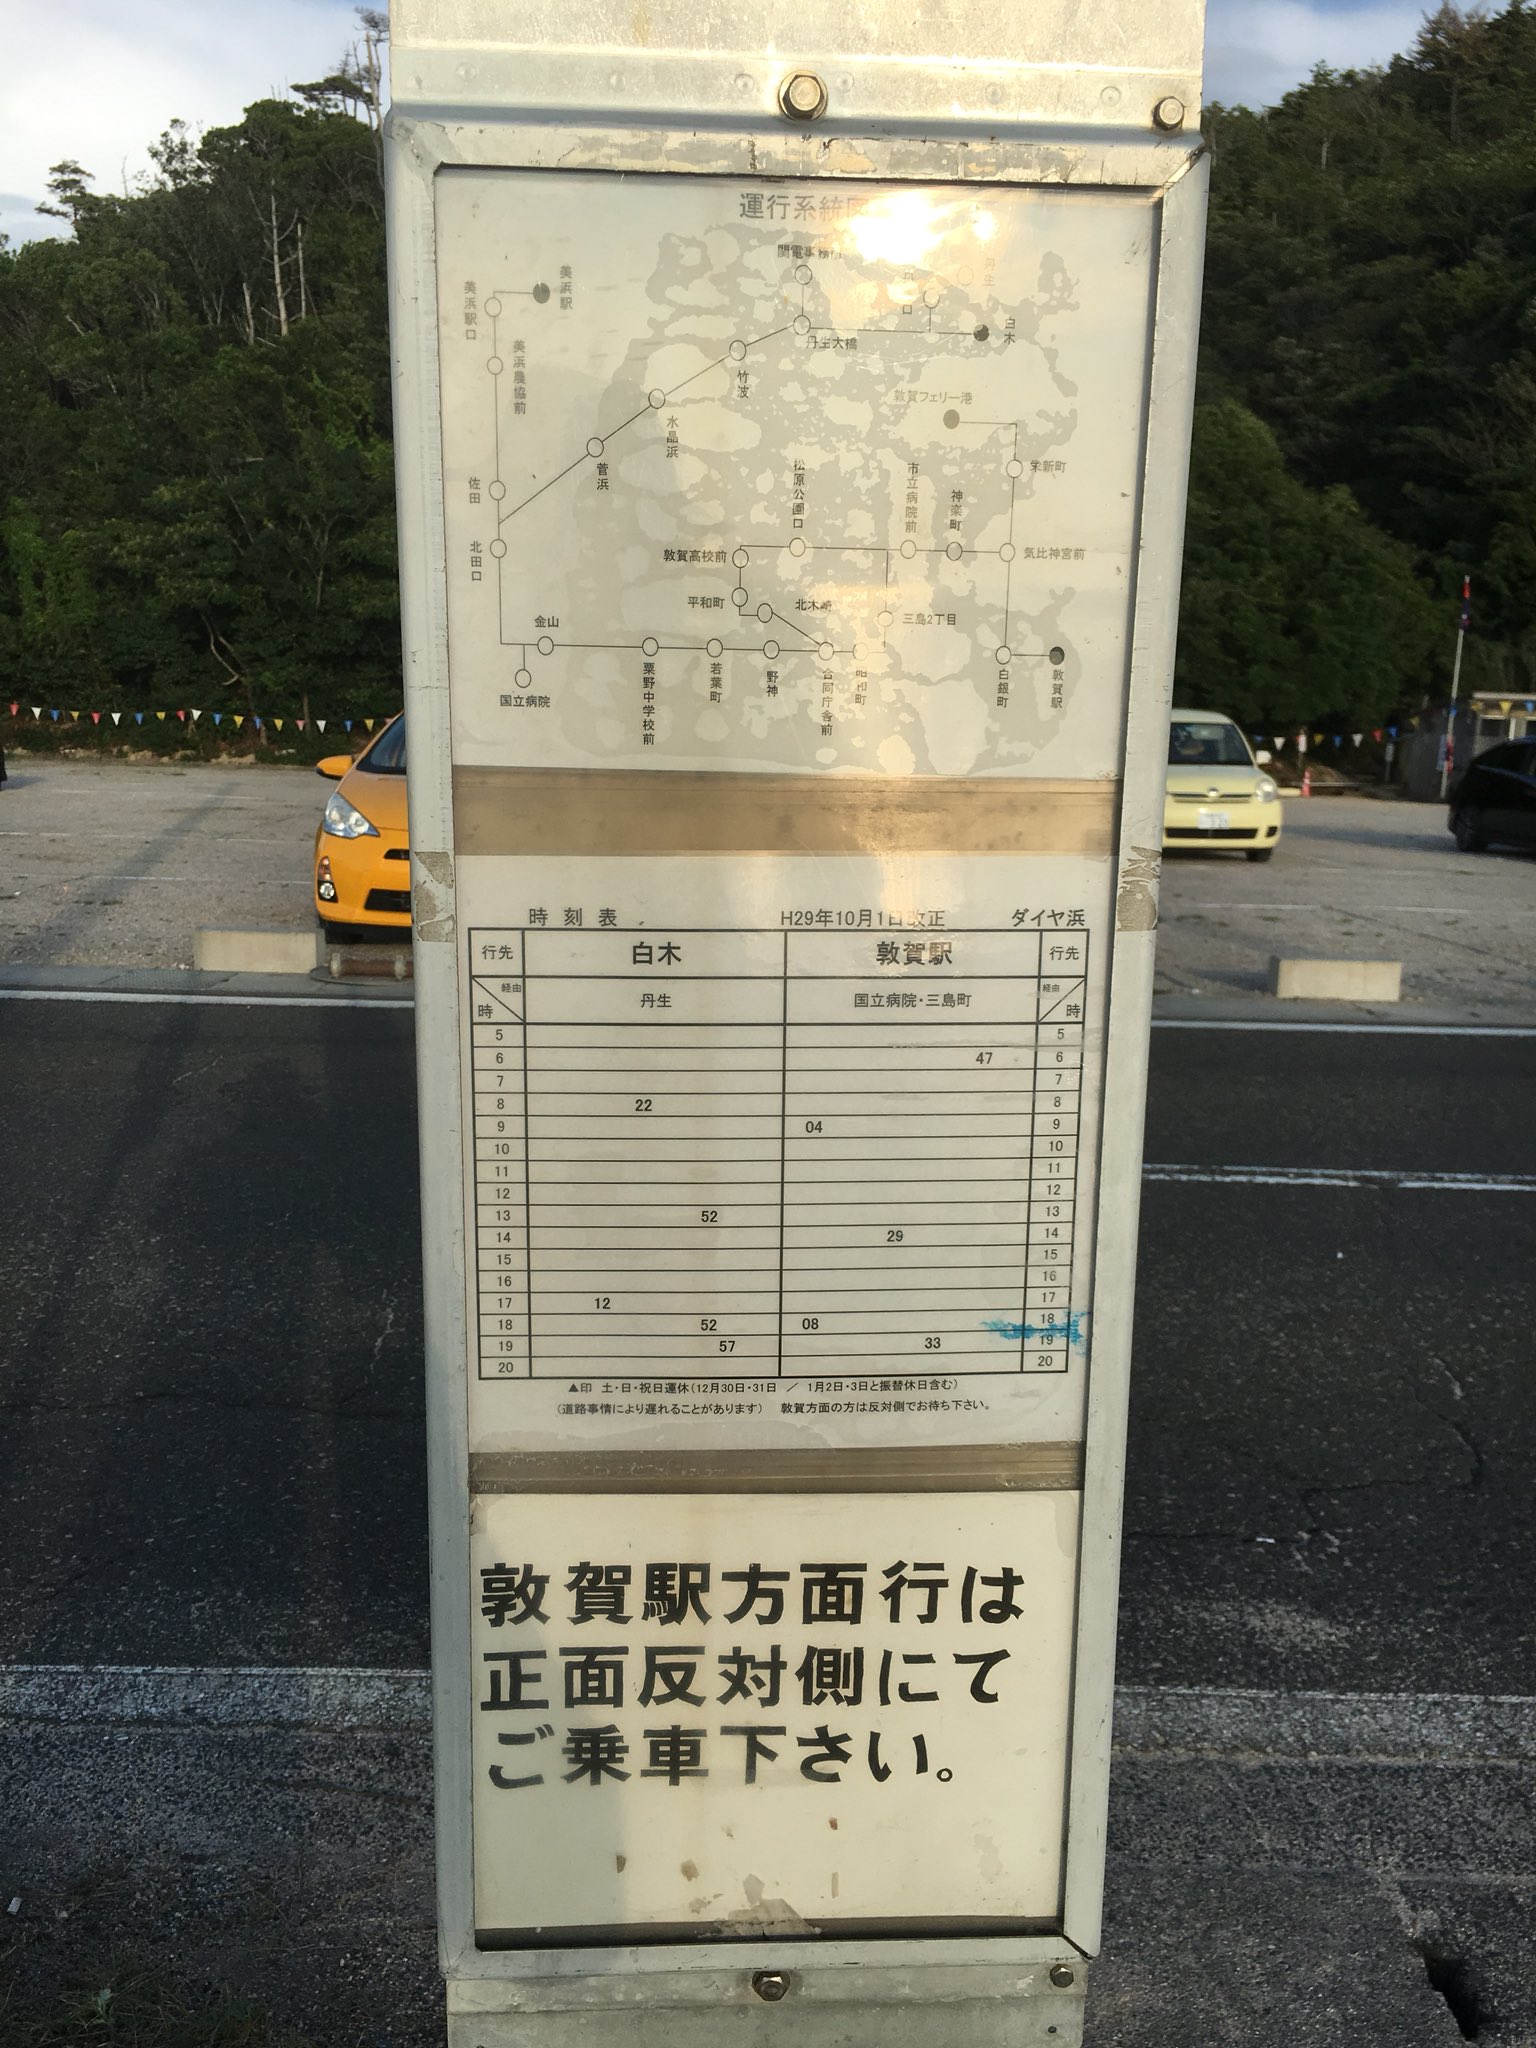 運行系統
美浜駅
美浜駅口
美浜農協前
佐田
北田口
金山
国立病院
菅浜
水晶浜
竹波
丹生大橋
白木
敦賀フェリー港
栄新町
気比神宮前
神楽町
市立病院前
松原公園口
敦賀高校前
平和町
北木崎
三島2丁目
粟野中学校前
若葉町
野神
合同庁舎前
昭和町
白銀町
敦賀駅
時刻表 H29年10月1日改正 ダイヤ浜
行先 白木 敦賀駅 行先
経由 時 丹生 国立病院・三島町 経由 時
5 5
6 47 6
7 7
8 22 8
9 04 9
10 10
11 11
12 12
13 52 13
14 29 14
15 15
16 16
17 12 17
18 52 08 18
19 57 33 19
20 20
▲印 土・日・祝日運休(12月30日・31日 ／ 1月2日・3日と振替休日含む)
(道路事情により遅れることがあります) 敦賀方面の方は反対側でお待ち下さい。
敦賀駅方面行は
正面反対側にて
ご乗車下さい。